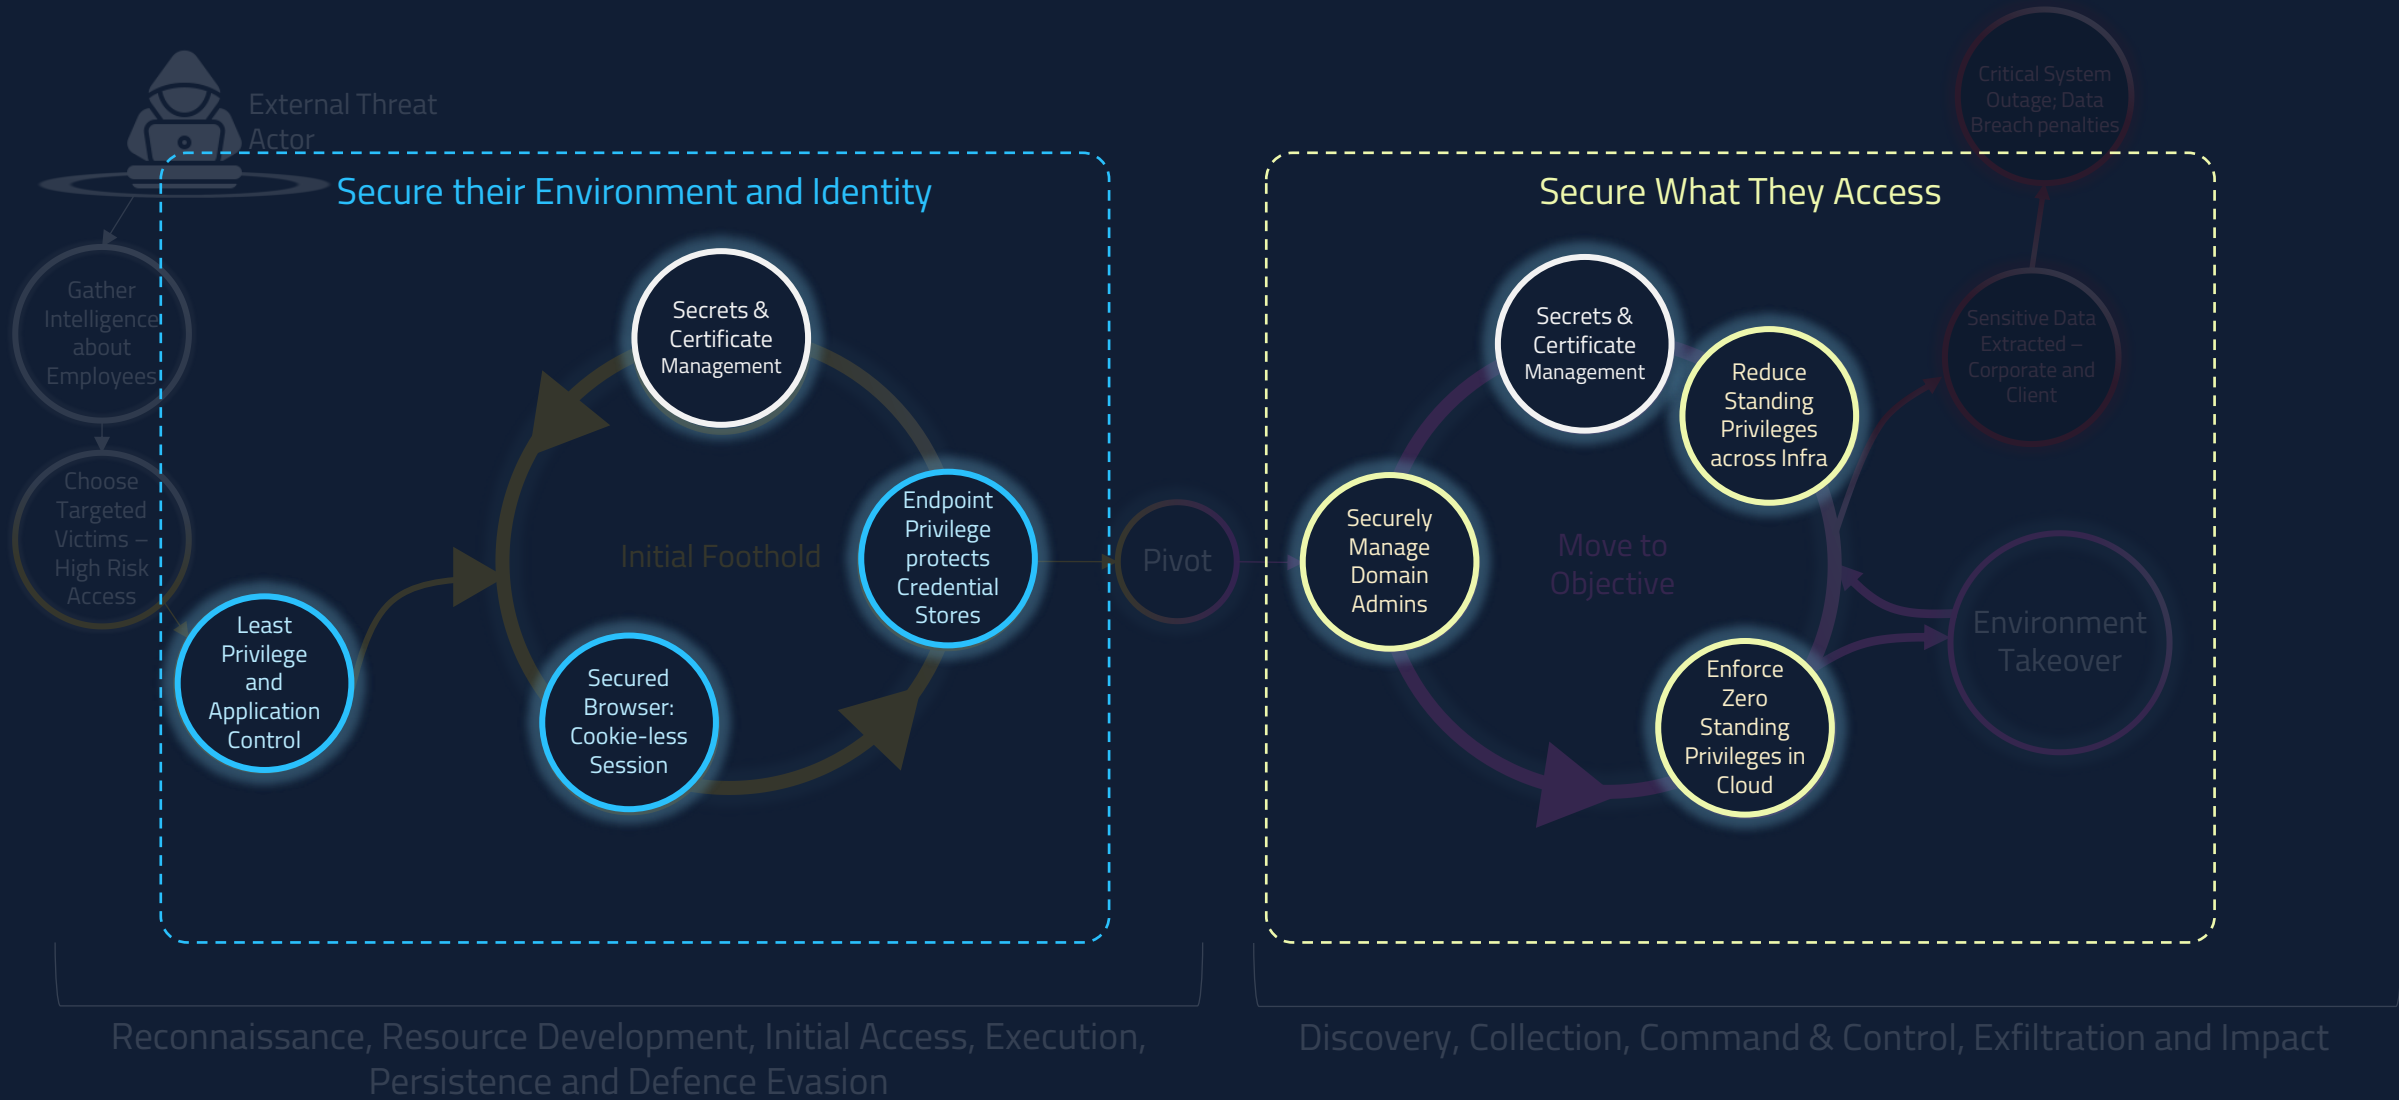 External Threat
Actor
Gather
Intelligence
about
Employees
Choose
Targeted
Victims –
High Risk
Access
Secure their Environment and Identity
Secrets &
Certificate
Management
Least
Privilege
and
Application
Control
Initial Foothold
Secured
Browser:
Cookie-less
Session
Endpoint
Privilege
protects
Credential
Stores
Pivot
Secure What They Access
Secrets &
Certificate
Management
Reduce
Standing
Privileges
across Infra
Securely
Manage
Domain
Admins
Move to
Objective
Enforce
Zero
Standing
Privileges in
Cloud
Critical System
Outage; Data
Breach penalties
Sensitive Data
Extracted –
Corporate and
Client
Environment
Takeover
Reconnaissance, Resource Development, Initial Access, Execution,
Persistence and Defence Evasion
Discovery, Collection, Command & Control, Exfiltration and Impact